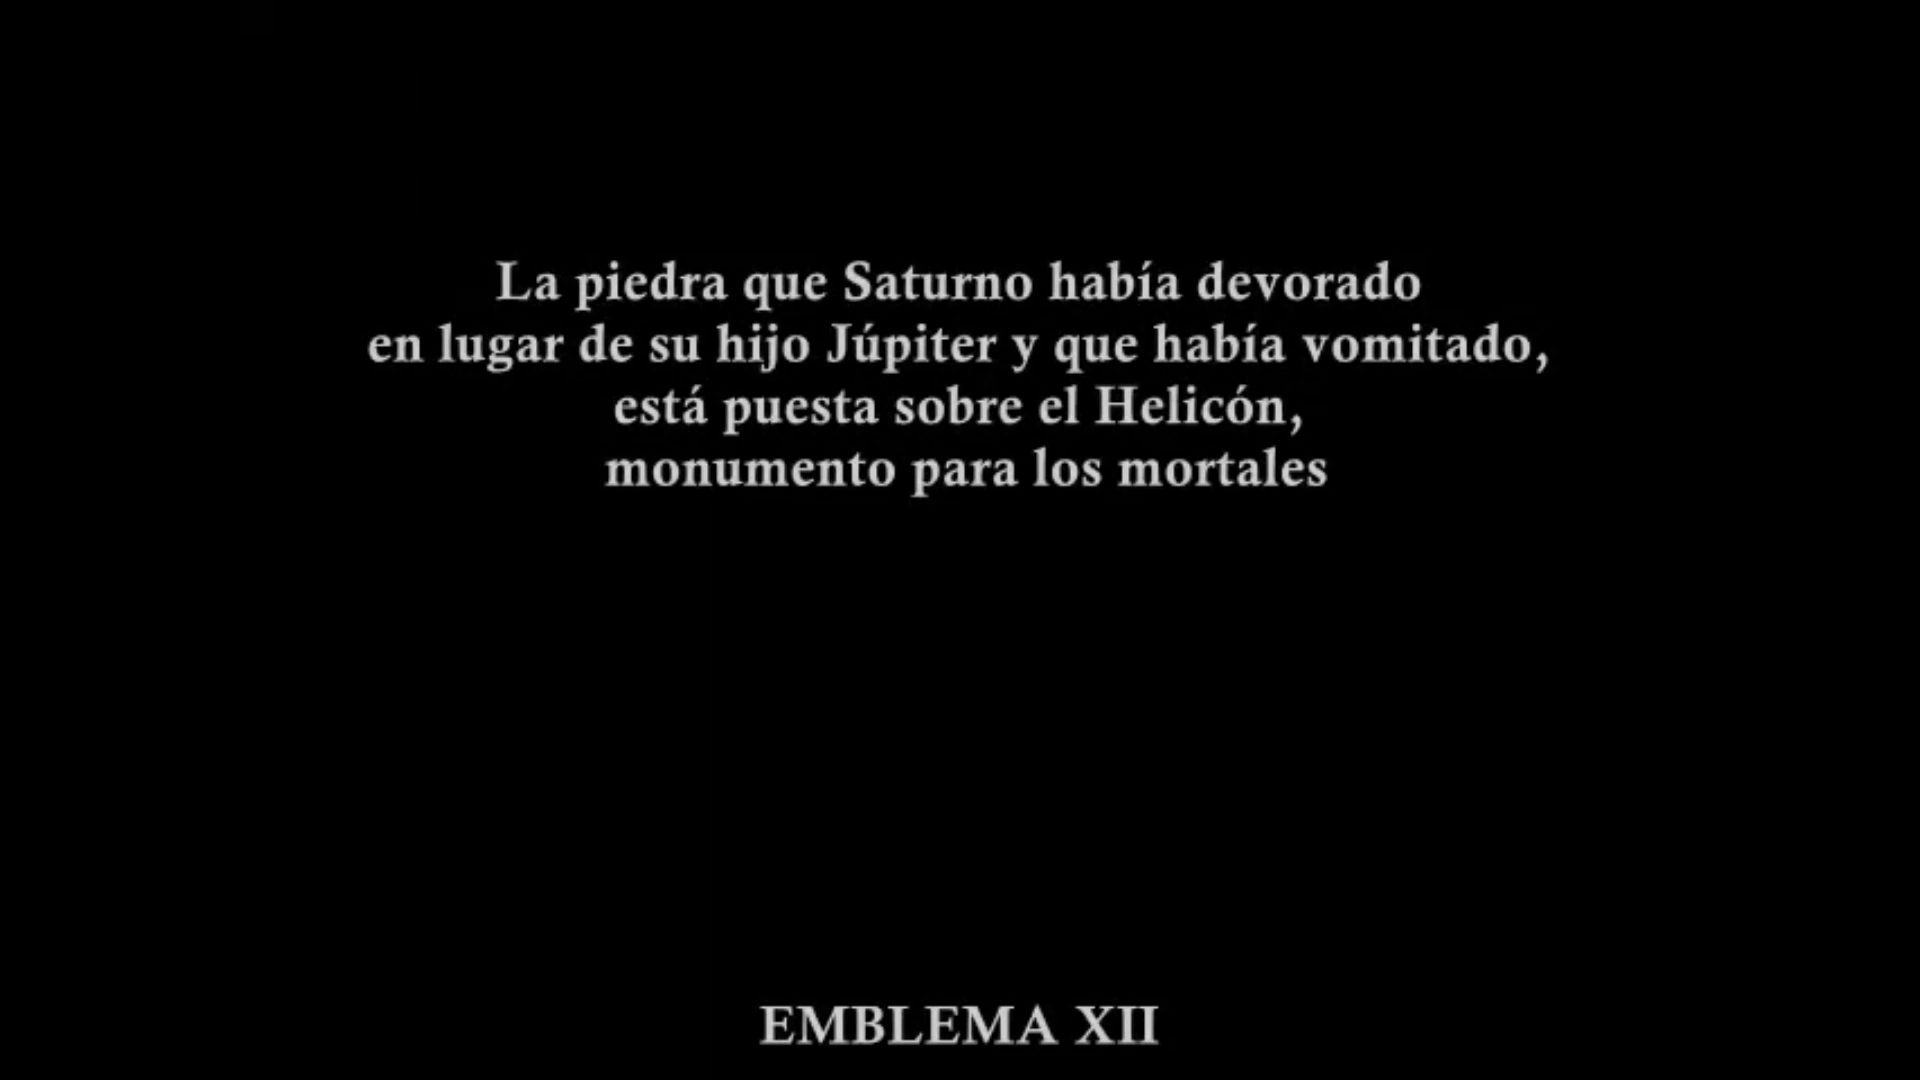 La piedra que Saturno había devorado
en lugar de su hijo Júpiter y que había vomitado,
está puesta sobre el Helicón,
monumento para los mortales
EMBLEMA XII